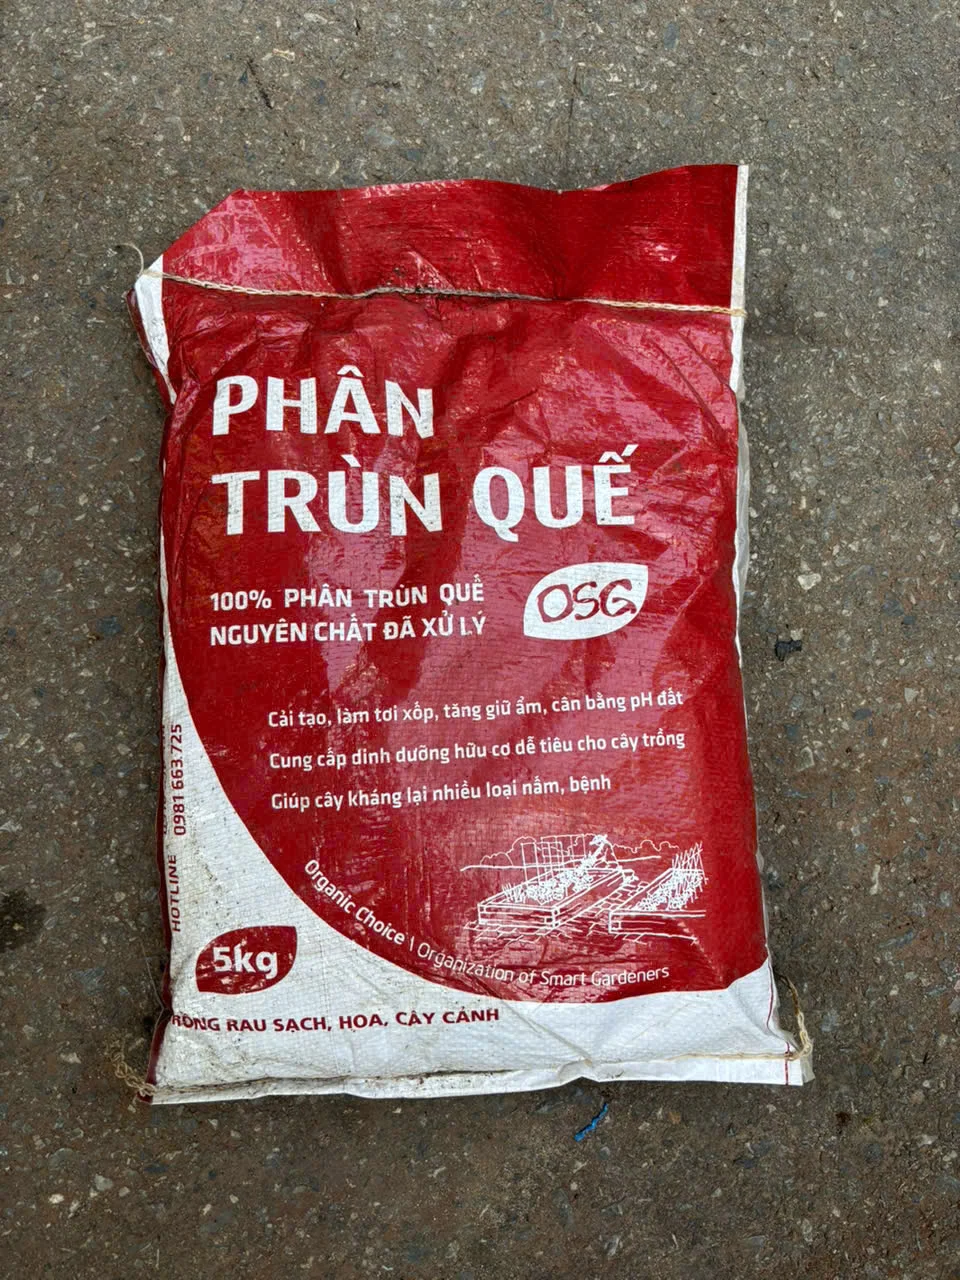 PHÂN
TRÙN QUẾ
100% PHÂN TRÙN QUẾ
NGUYÊN CHẤT ĐÃ XỬ LÝ
OSG
Cải tạo, làm tơi xốp, tăng giữ ẩm, cân bằng pH đất
Cung cấp dinh dưỡng hữu cơ dễ tiêu cho cây trồng
Giúp cây kháng lại nhiều loại nấm, bệnh
Organic Choice | Organization of Smart Gardeners
HOTLINE 0981 663 725
5kg
RỒNG RAU SẠCH, HOA, CÂY CẢNH